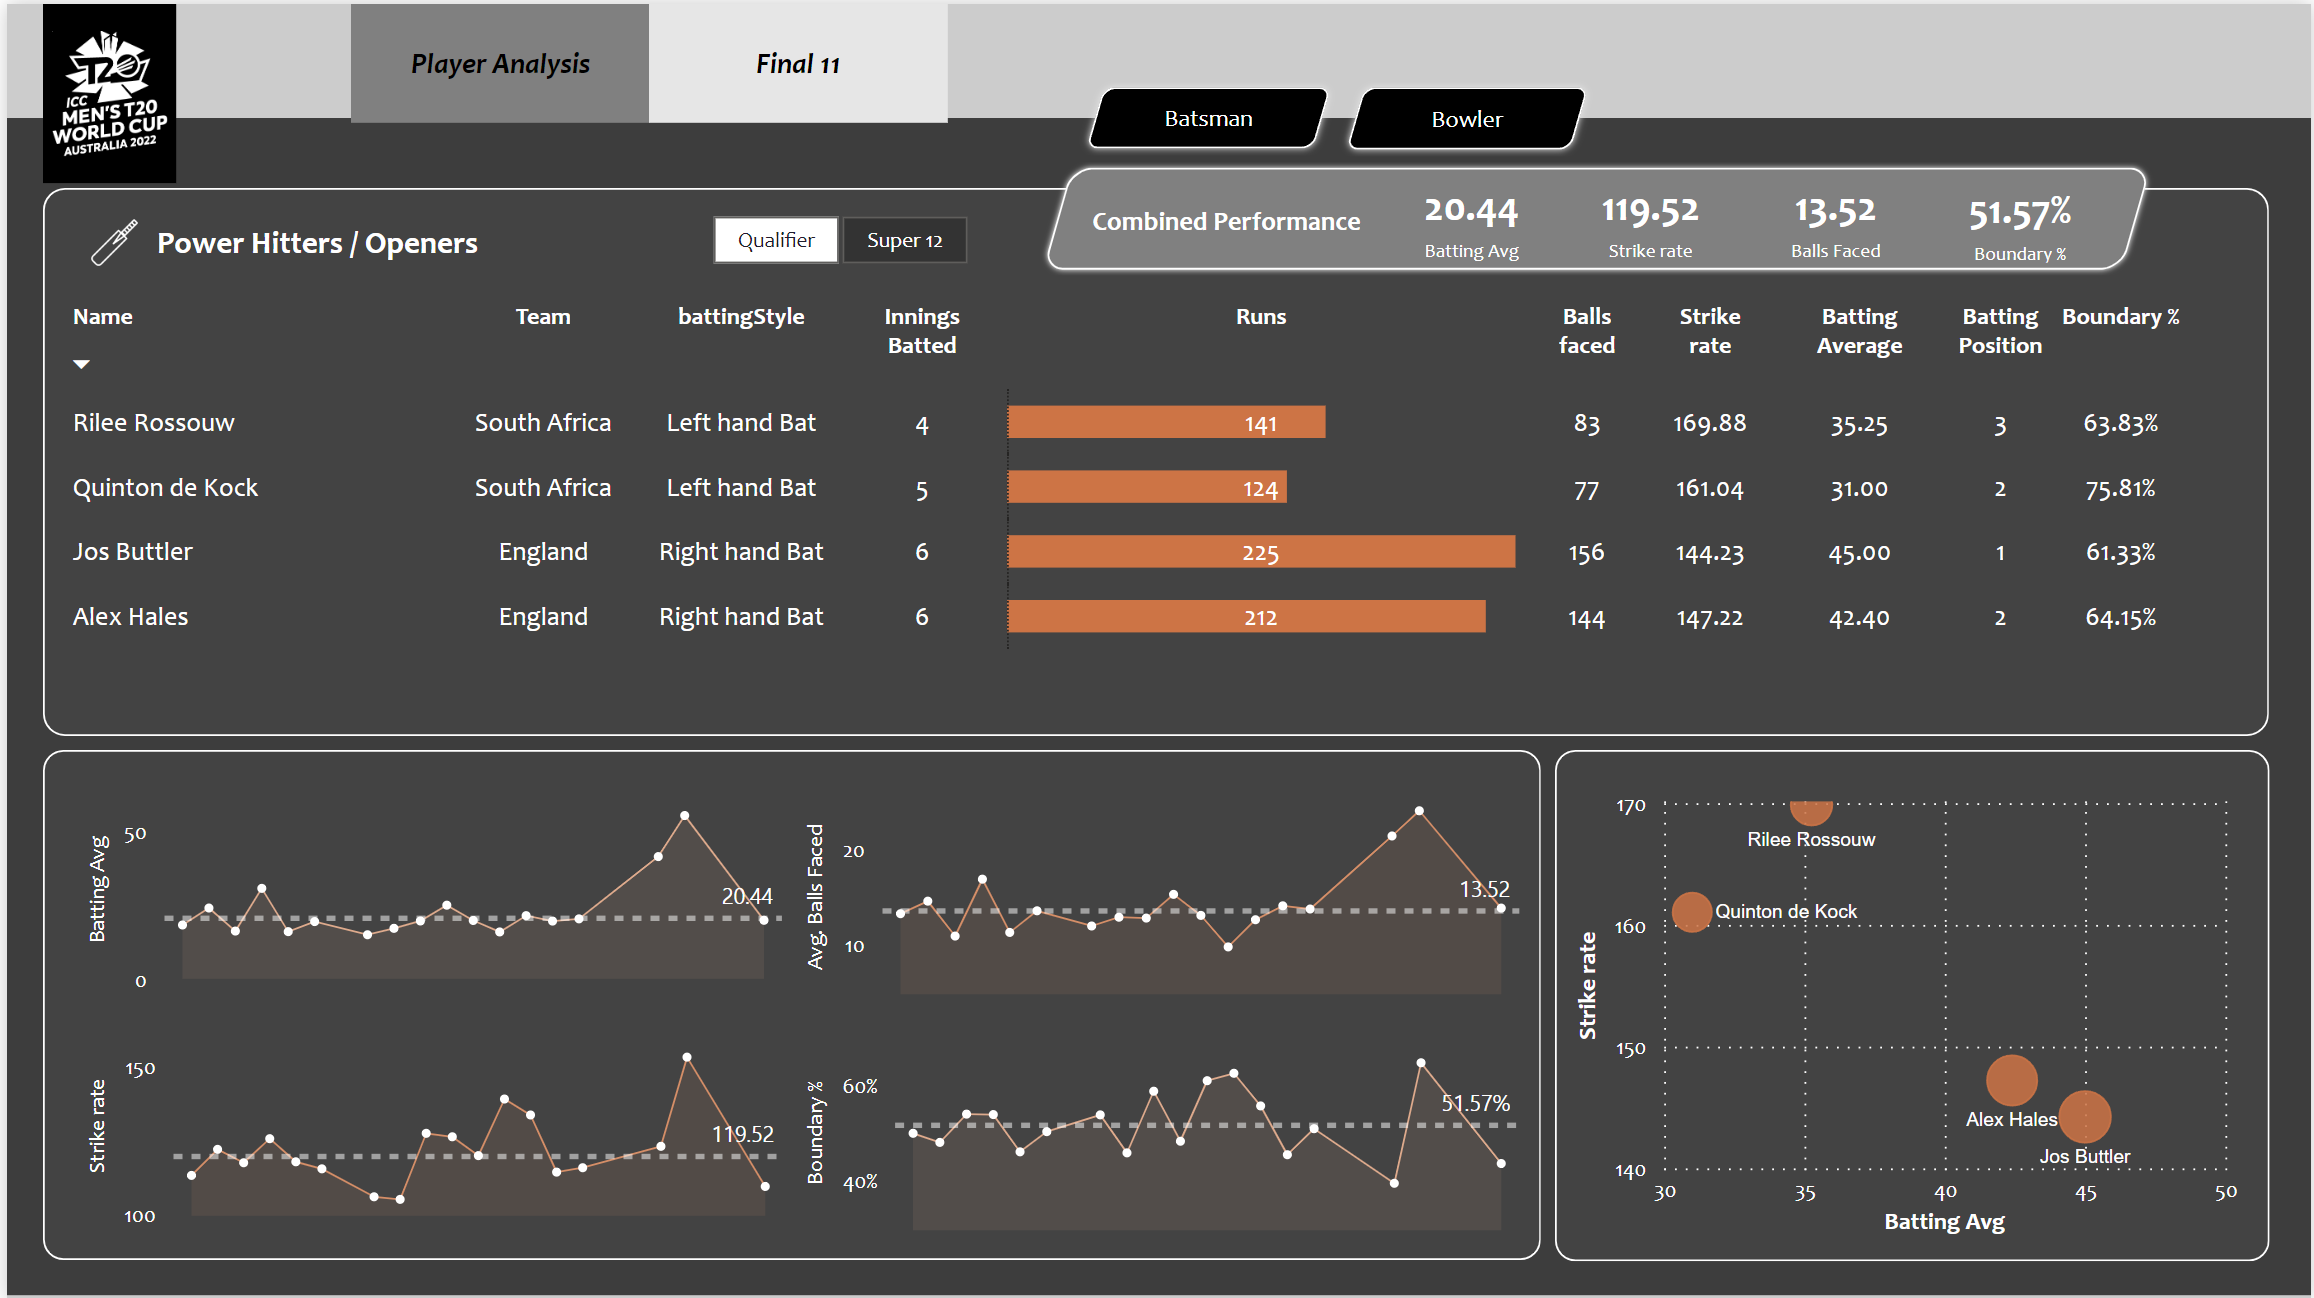 T20
ICC
MEN'S T20
WORLD CUP
AUSTRALIA 2022
Player Analysis
Final 11
Batsman
Bowler
Power Hitters / Openers
Qualifier
Super 12
Combined Performance
20.44
Batting Avg
119.52
Strike rate
13.52
Balls Faced
51.57%
Boundary %
Name Team battingStyle Innings Batted Runs Balls faced Strike rate Batting Average Batting Position Boundary %
Rilee Rossouw South Africa Left hand Bat 4 141 83 169.88 35.25 3 63.83%
Quinton de Kock South Africa Left hand Bat 5 124 77 161.04 31.00 2 75.81%
Jos Buttler England Right hand Bat 6 225 156 144.23 45.00 1 61.33%
Alex Hales England Right hand Bat 6 212 144 147.22 42.40 2 64.15%
Batting Avg
50
0
20.44
Avg. Balls Faced
20
10
13.52
Strike rate
150
100
119.52
Boundary %
60%
40%
51.57%
Strike rate
170
160
150
140
Rilee Rossouw
Quinton de Kock
Alex Hales
Jos Buttler
30 35 40 45 50
Batting Avg